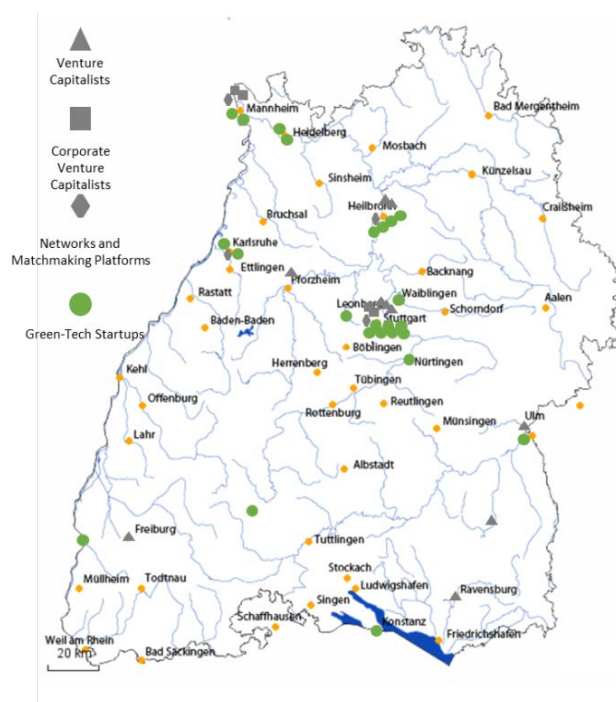 Venture
Capitalists
Corporate
Venture
Capitalists
Networks and
Matchmaking Platforms
Green-Tech Startups
Mannheim
Bad Mergentheim
Heidelberg
Mosbach
Künzelsau
Sinsheim
Heilbronn
Crailsheim
Bruchsal
Karlsruhe
Ettlingen
Backnang
Pforzheim
Waiblingen
Rastatt
Leonberg
Schorndorf
Aalen
Stuttgart
Baden-Baden
Böblingen
Nürtingen
Kehl
Herrenberg
Tübingen
Offenburg
Rottenburg
Reutlingen
Münsingen
Ulm
Lahr
Albstadt
Freiburg
Tuttlingen
Stockach
Müllheim
Todtnau
Ludwigshafen
Ravensburg
Singen
Schaffhausen
Konstanz
Friedrichshafen
Weil am Rhein
Bad Säckingen
20 km